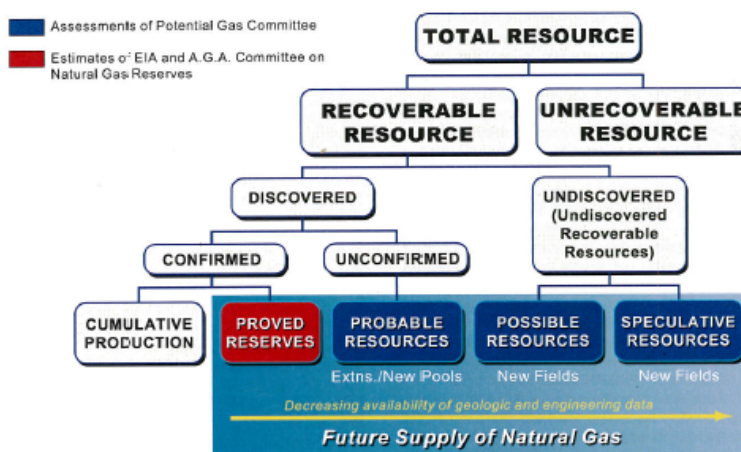 Assessments of Potential Gas Committee
Estimates of EIA and A.G.A. Committee on
Natural Gas Reserves
TOTAL RESOURCE
RECOVERABLE
RESOURCE
UNRECOVERABLE
RESOURCE
DISCOVERED
UNDISCOVERED
(Undiscovered
Recoverable
Resources)
CONFIRMED
UNCONFIRMED
CUMULATIVE
PRODUCTION
PROVED
RESERVES
PROBABLE
RESOURCES
POSSIBLE
RESOURCES
SPECULATIVE
RESOURCES
Extns./New Pools
New Fields
New Fields
Decreasing availability of geologic and engineering data
Future Supply of Natural Gas